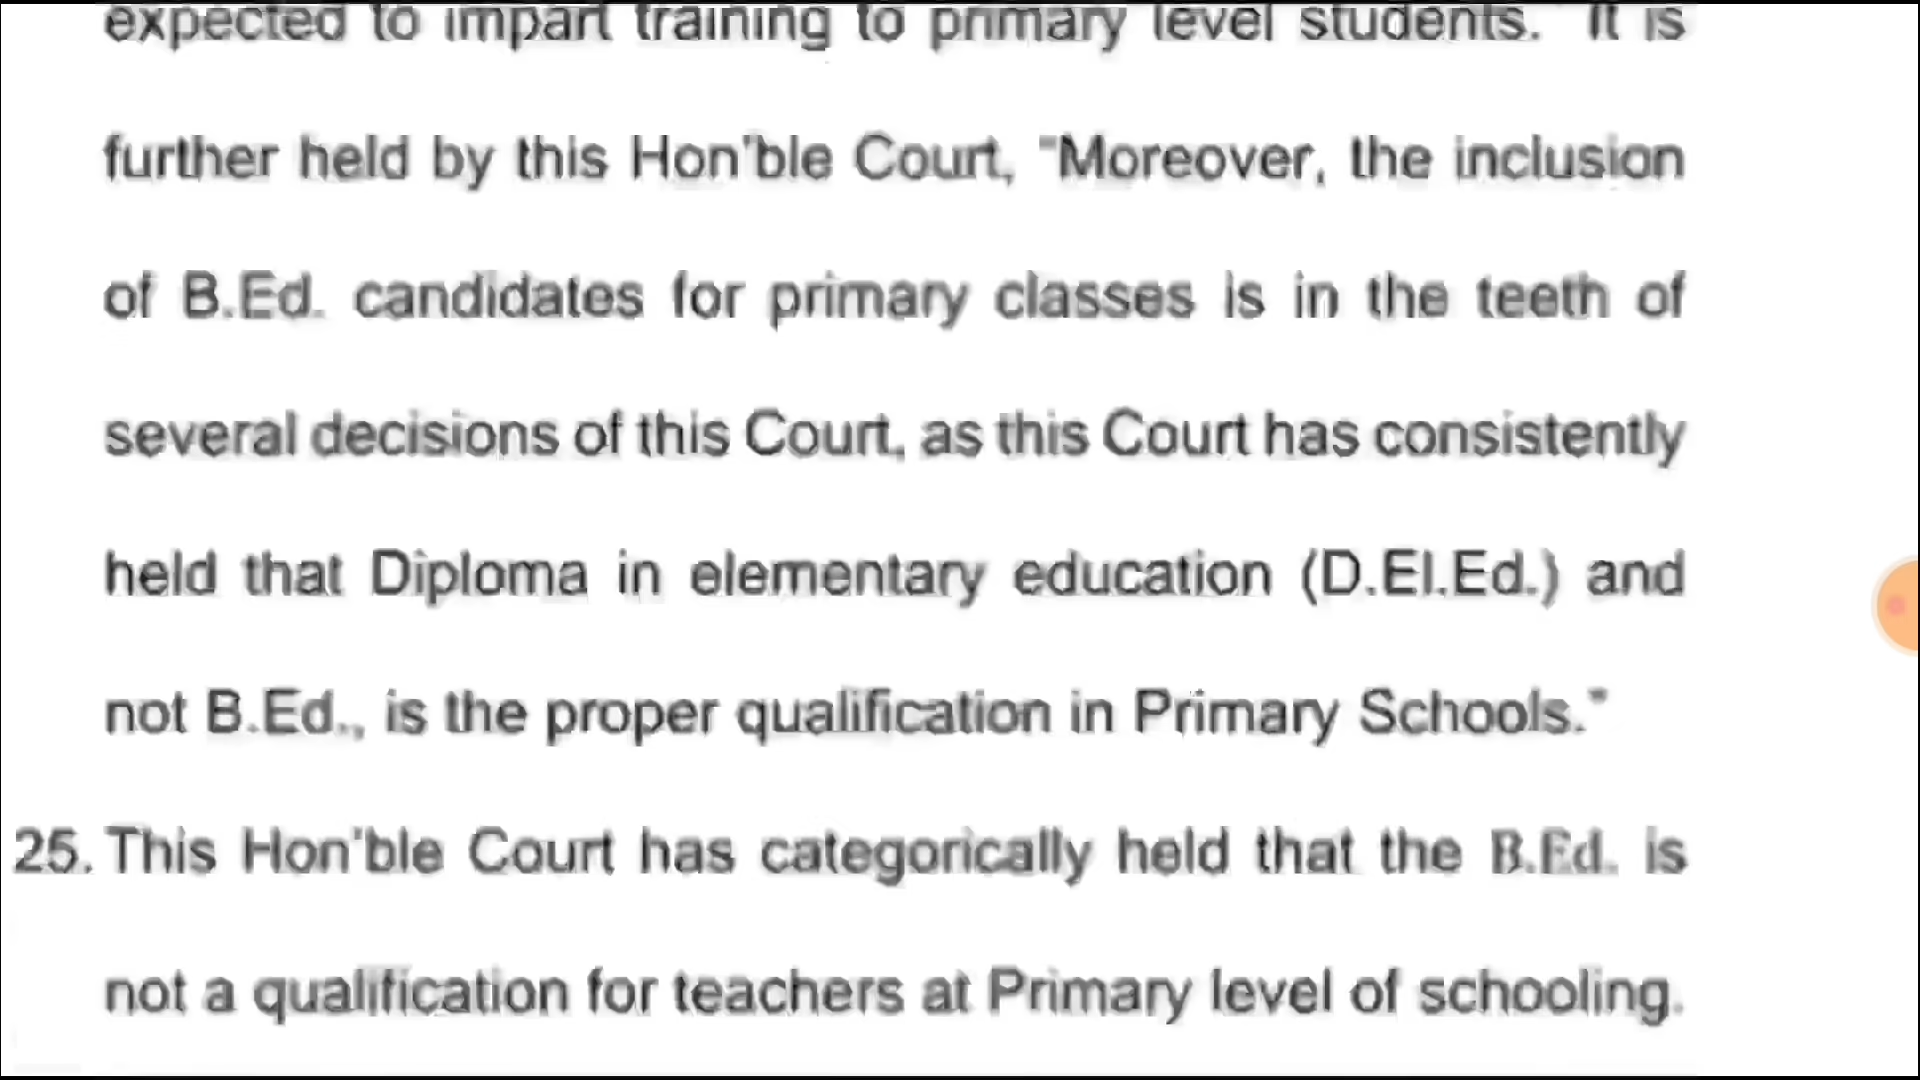 expected to impart training to primary level students." It is
further held by this Hon'ble Court, "Moreover, the inclusion
of B.Ed. candidates for primary classes is in the teeth of
several decisions of this Court, as this Court has consistently
held that Diploma in elementary education (D.El.Ed.) and
not B.Ed., is the proper qualification in Primary Schools."
25. This Hon'ble Court has categorically held that the B.Ed. is
not a qualification for teachers at Primary level of schooling.